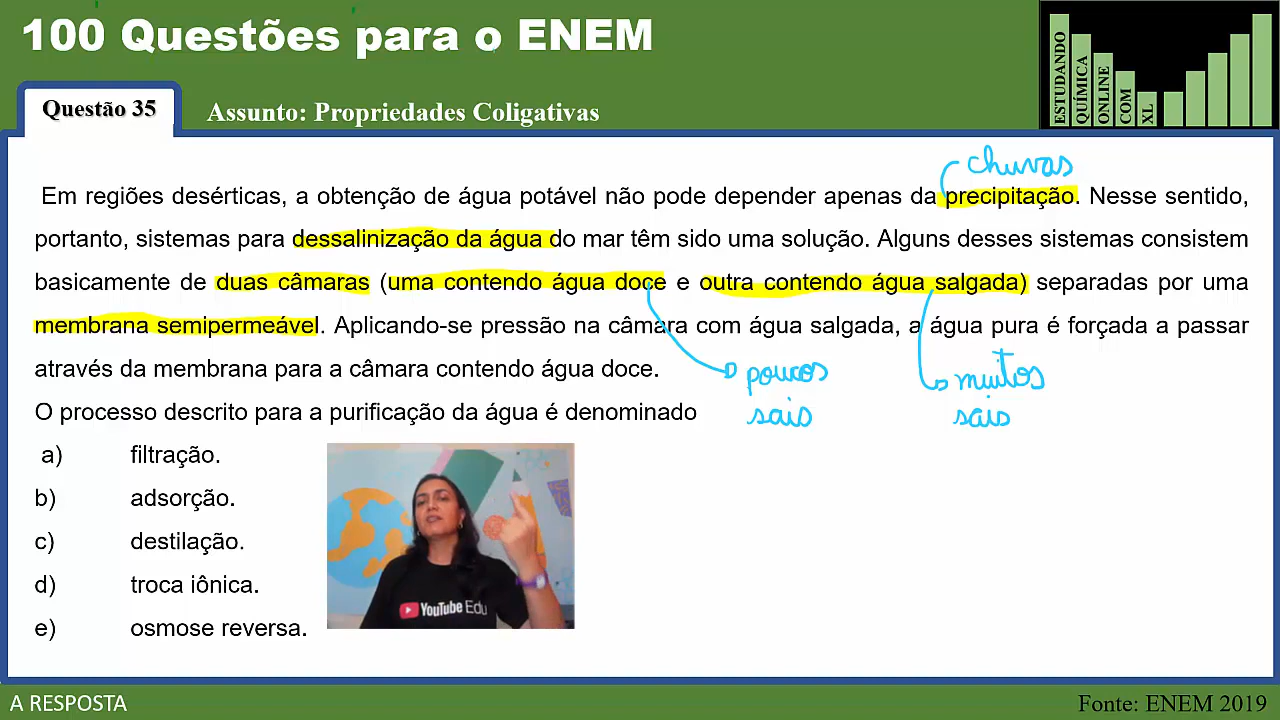 100 Questões para o ENEM
ESTUDANDO
QUÍMICA
ONLINE
COM
XL
Questão 35
Assunto: Propriedades Coligativas
chuvas
Em regiões desérticas, a obtenção de água potável não pode depender apenas da precipitação. Nesse sentido,
portanto, sistemas para dessalinização da água do mar têm sido uma solução. Alguns desses sistemas consistem
basicamente de duas câmaras (uma contendo água doce e outra contendo água salgada) separadas por uma
membrana semipermeável. Aplicando-se pressão na câmara com água salgada, a água pura é forçada a passar
através da membrana para a câmara contendo água doce.
poucos
sais
muitos
sais
O processo descrito para a purificação da água é denominado
a) filtração.
b) adsorção.
c) destilação.
d) troca iônica.
e) osmose reversa.
YouTube Edu
A RESPOSTA
Fonte: ENEM 2019